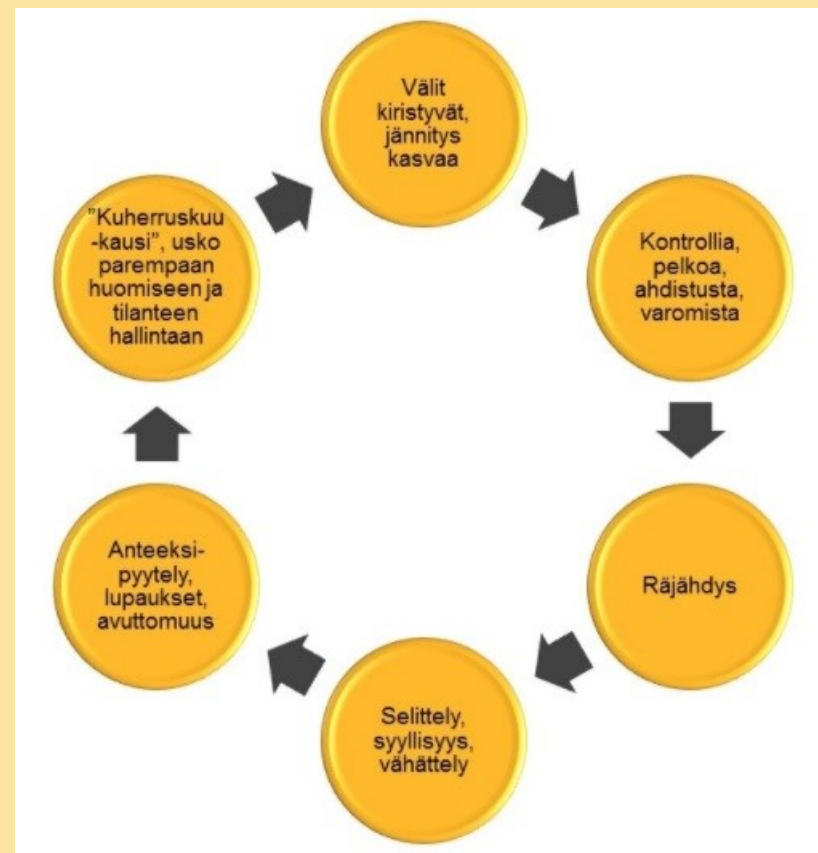 Välit
kiristyvät,
jännitys
kasvaa
Kontrollia,
pelkoa,
ahdistusta,
varomista
Räjähdys
Selittely,
syyllisyys,
vähättely
Anteeksi-
pyytely,
lupaukset,
avuttomuus
”Kuherruskuu
-kausi”, usko
parempaan
huomiseen ja
tilanteen
hallintaan